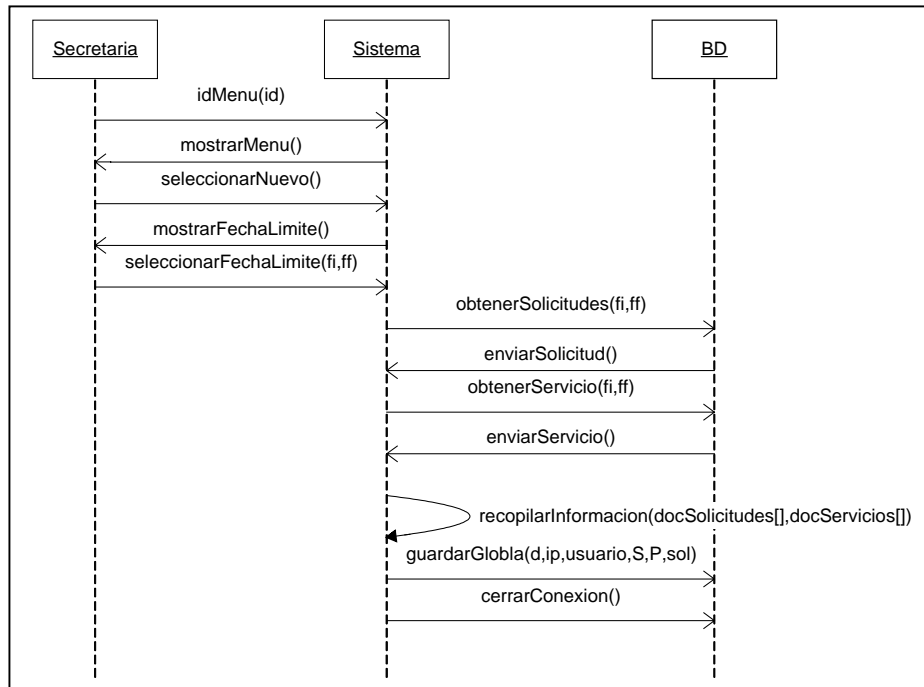 Secretaria
Sistema
BD
idMenu(id)
mostrarMenu()
seleccionarNuevo()
mostrarFechaLimite()
seleccionarFechaLimite(fi,ff)
obtenerSolicitudes(fi,ff)
enviarSolicitud()
obtenerServicio(fi,ff)
enviarServicio()
recopilarInformacion(docSolicitudes[],docServicios[])
guardarGlobla(d,ip,usuario,S,P,sol)
cerrarConexion()